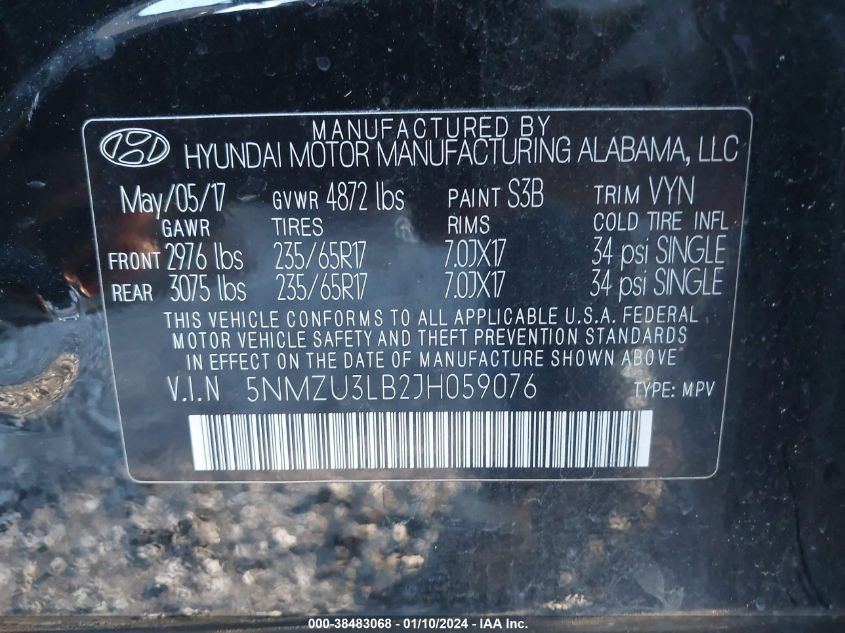 MANUFACTURED BY
HYUNDAI MOTOR MANUFACTURING ALABAMA, LLC
May/05/17 GVWR 4872 lbs PAINT S3B TRIM VYN
GAWR TIRES RIMS COLD TIRE INFL
FRONT 2976 lbs 235/65R17 7.0JX17 34 psi SINGLE
REAR 3075 lbs 235/65R17 7.0JX17 34 psi SINGLE
THIS VEHICLE CONFORMS TO ALL APPLICABLE U.S.A. FEDERAL
MOTOR VEHICLE SAFETY AND THEFT PREVENTION STANDARDS
IN EFFECT ON THE DATE OF MANUFACTURE SHOWN ABOVE
V.I.N 5NMZU3LB2JH059076 TYPE: MPV
000-38483068 - 01/10/2024 - IAA Inc.